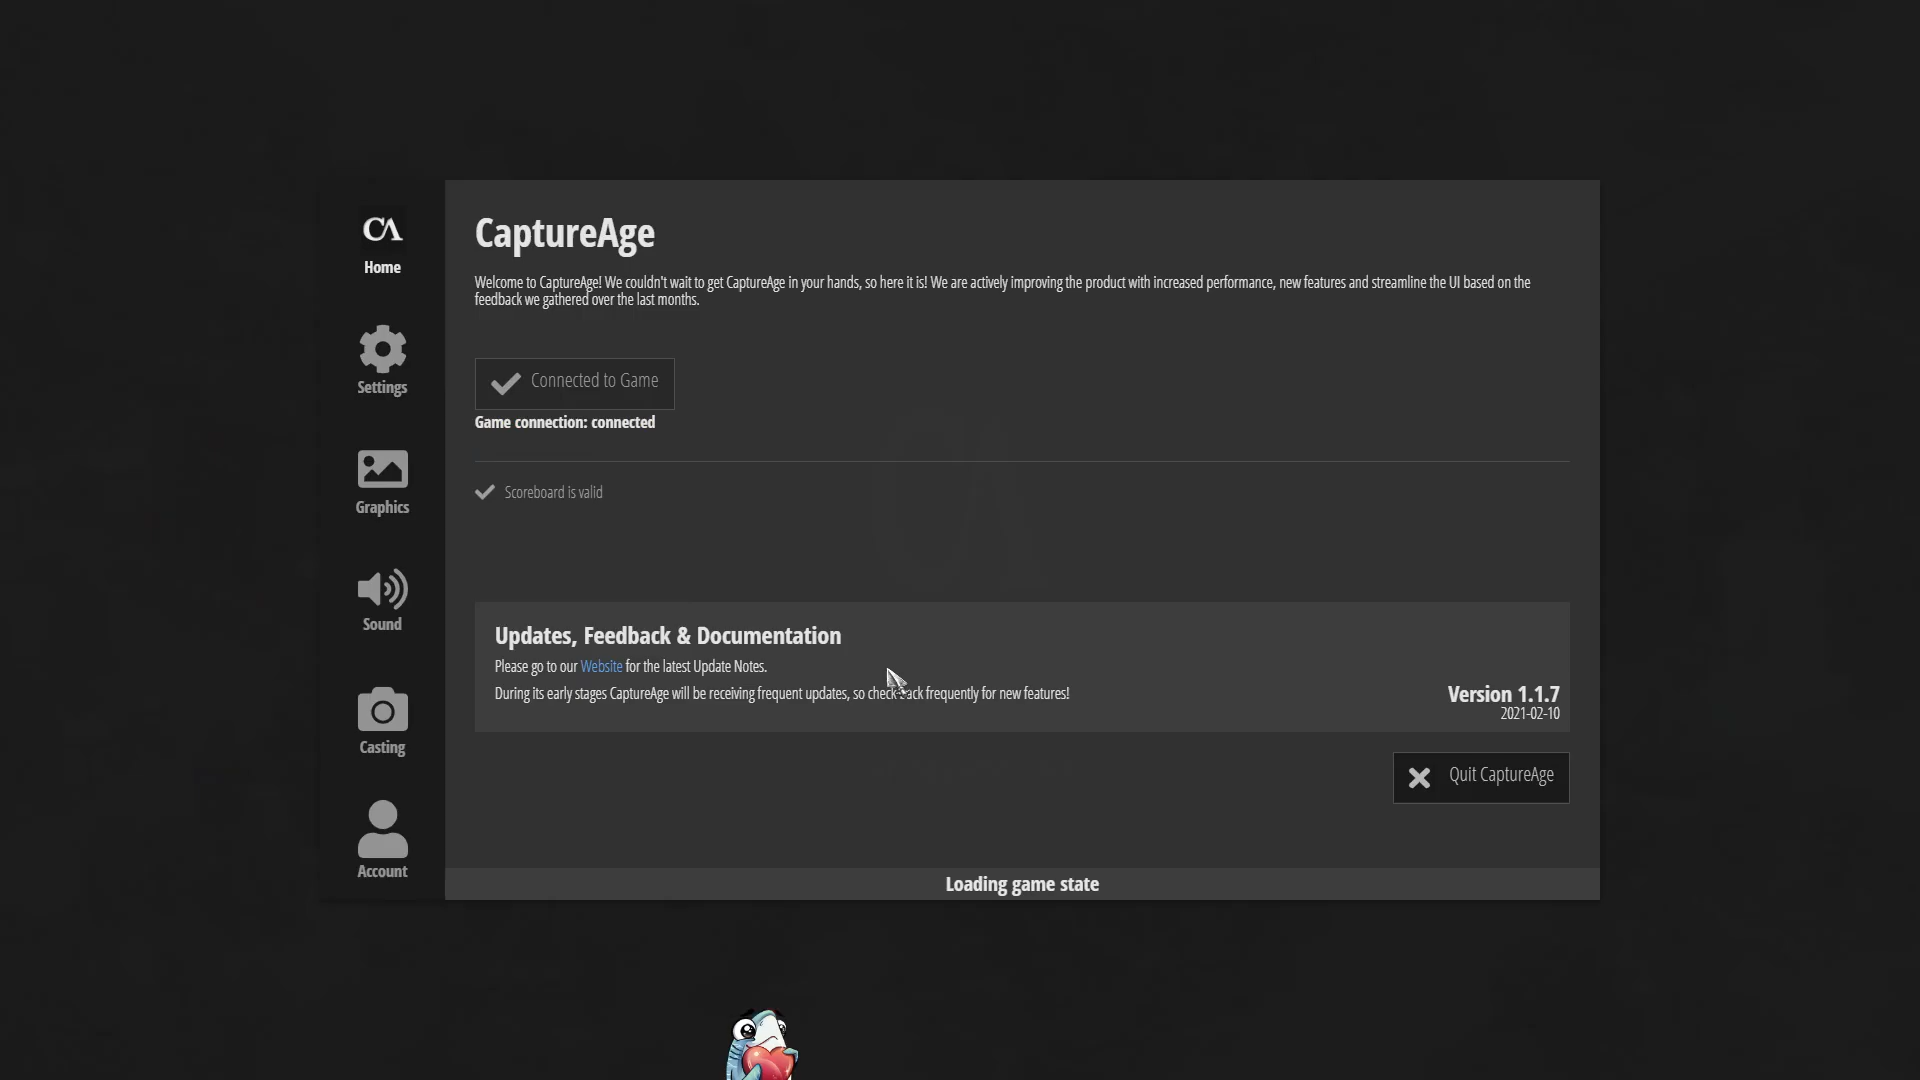 CA
Home
Settings
Graphics
Sound
Casting
Account
CaptureAge
Welcome to CaptureAge! We couldn't wait to get CaptureAge in your hands, so here it is! We are actively improving the product with increased performance, new features and streamline the UI based on the
feedback we gathered over the last months.
Connected to Game
Game connection: connected
Scoreboard is valid
Updates, Feedback & Documentation
Please go to our Website for the latest Update Notes.
During its early stages CaptureAge will be receiving frequent updates, so check back frequently for new features!
Version 1.1.7
2021-02-10
Quit CaptureAge
Loading game state